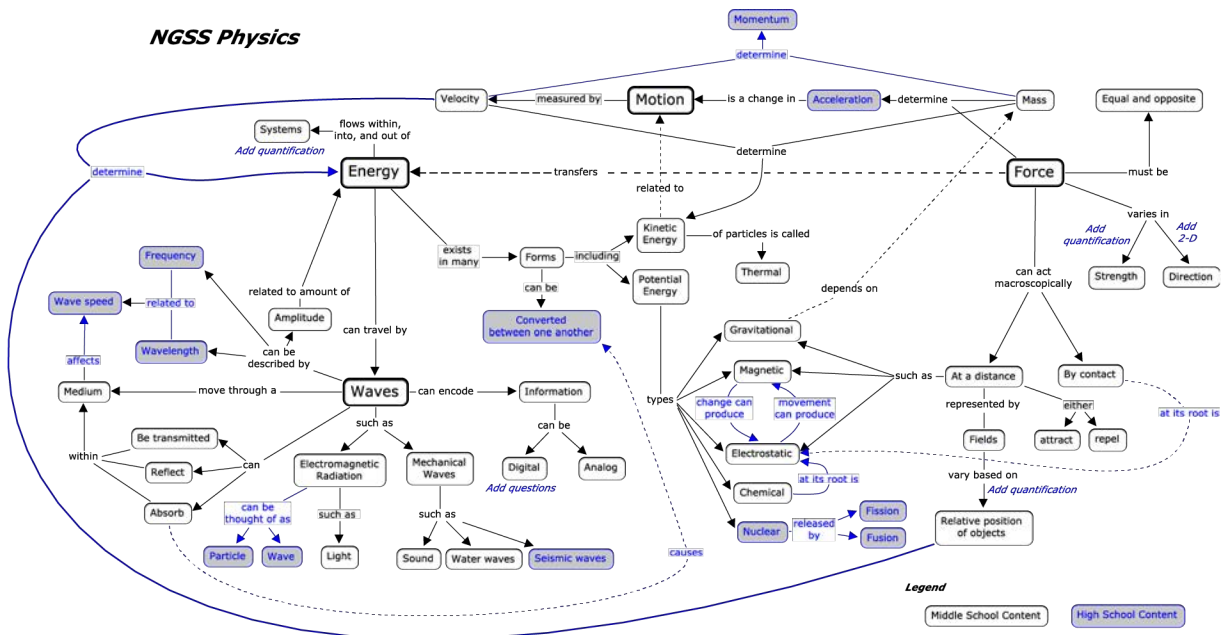 NGSS Physics
Momentum
determine
Velocity
measured by
Motion
is a change in
Acceleration
determine
Mass
Equal and opposite
Systems
flows within,
into, and out of
Add quantification
determine
determine
Energy
transfers
Force
must be
related to
varies in
Add
quantification
Add
2-D
Kinetic
Energy
of particles is called
Thermal
Frequency
exists
in many
Forms
including
Potential
Energy
can act
macroscopically
Strength
Direction
can be
related to amount of
Amplitude
depends on
Wave speed
related to
Converted
between one another
Gravitational
can travel by
Wavelength
can be
described by
affects
Medium
move through a
Waves
can encode
Information
types
Magnetic
such as
At a distance
By contact
change can
produce
movement
can produce
represented by
either
at its root is
such as
can be
Be transmitted
within
Reflect
can
Absorb
Electromagnetic
Radiation
Mechanical
Waves
Digital
Analog
Add questions
Electrostatic
Fields
attract
repel
at its root is
Chemical
vary based on
Add quantification
can be
thought of as
such as
such as
Nuclear
released
by
Fission
Fusion
Relative position
of objects
Particle
Wave
Light
Sound
Water waves
Seismic waves
causes
Legend
Middle School Content
High School Content